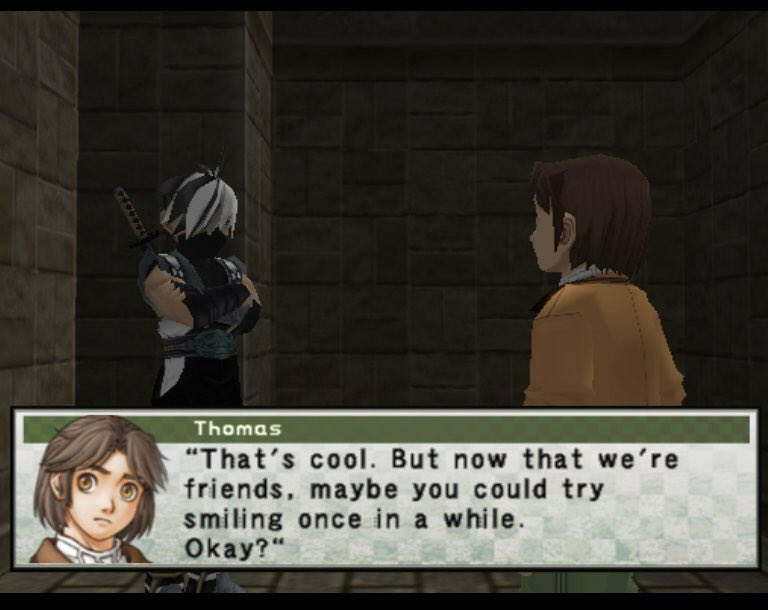 Thomas
“That's cool. But now that we're
friends, maybe you could try
smiling once in a while.
Okay?“